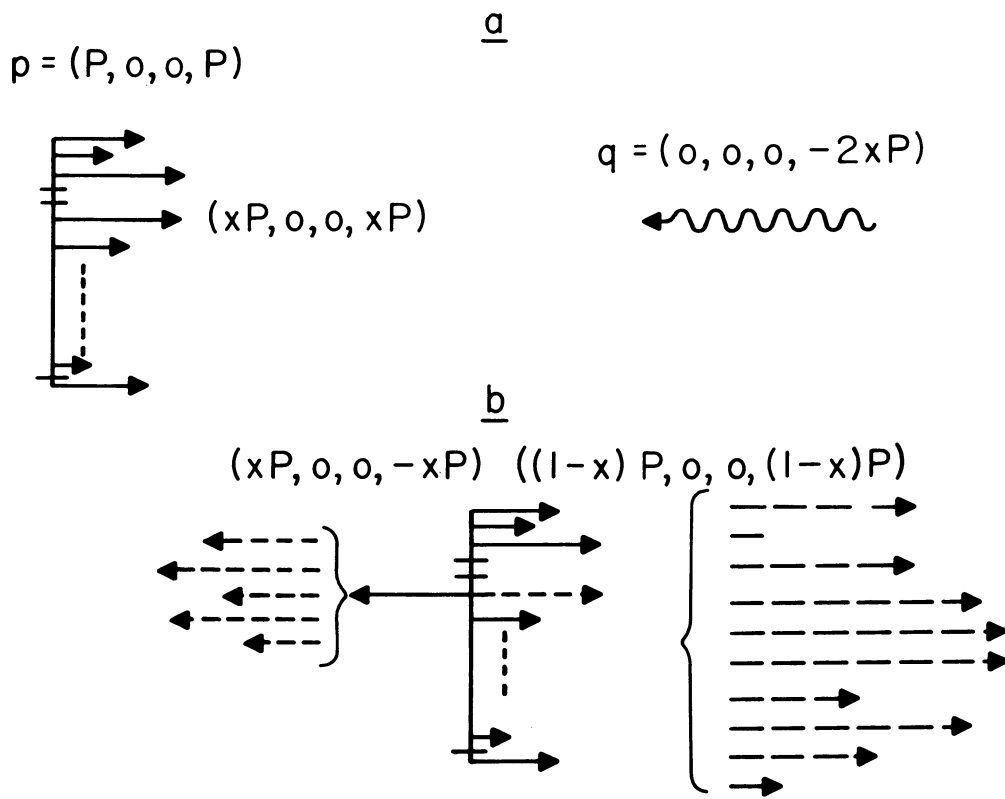 a
p = (P, o, o, P)
q = (o, o, o, -2xP)
(xP, o, o, xP)
b
(xP, o, o, -xP) ((1-x) P, o, o, (1-x)P)